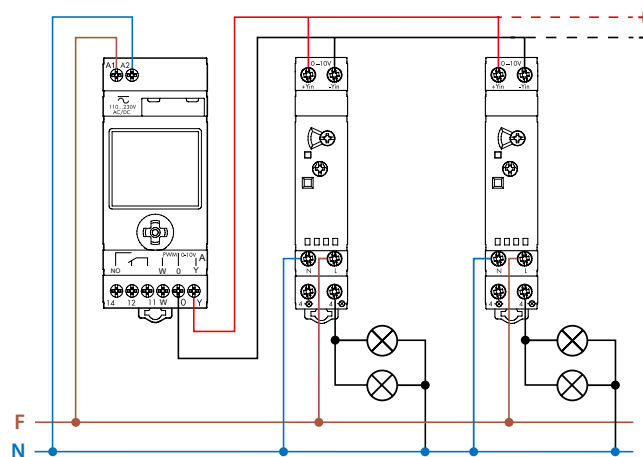 A1 A2
110...230V
AC/DC
PWM 0-10V A
NO W 0 Y
14 12 11 W 0 Y
0–10V
+Yin -Yin
N L
4 4
0–10V
+Yin -Yin
N L
4 4
F
N